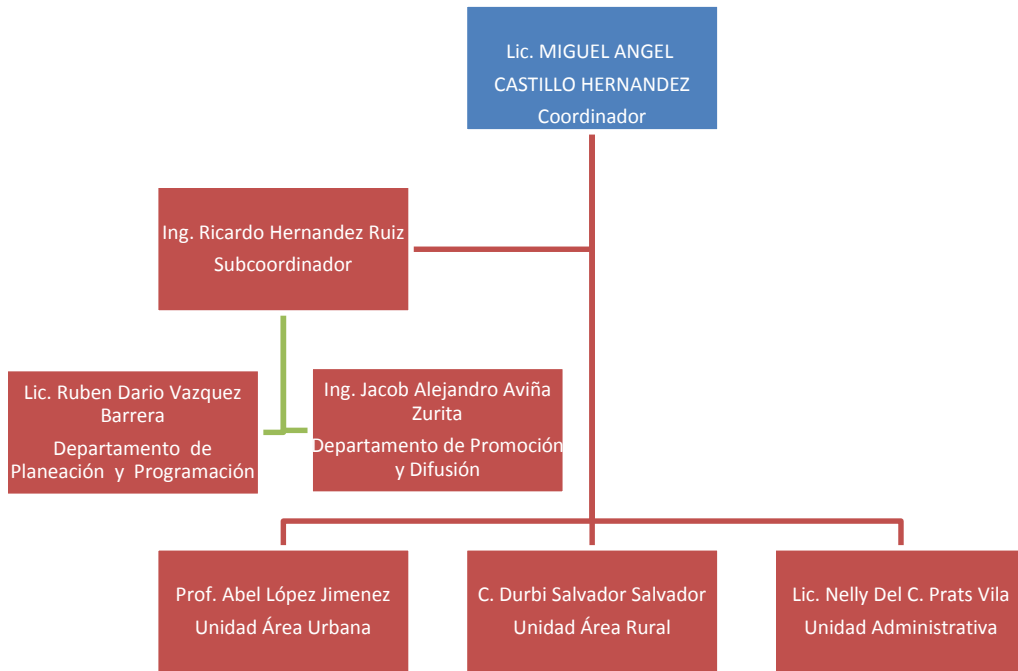 Lic. MIGUEL ANGEL
CASTILLO HERNANDEZ
Coordinador
Ing. Ricardo Hernandez Ruiz
Subcoordinador
Lic. Ruben Dario Vazquez
Barrera
Departamento de
Planeación y Programación
Ing. Jacob Alejandro Aviña
Zurita
Departamento de Promoción
y Difusión
Prof. Abel López Jimenez
Unidad Área Urbana
C. Durbi Salvador Salvador
Unidad Área Rural
Lic. Nelly Del C. Prats Vila
Unidad Administrativa